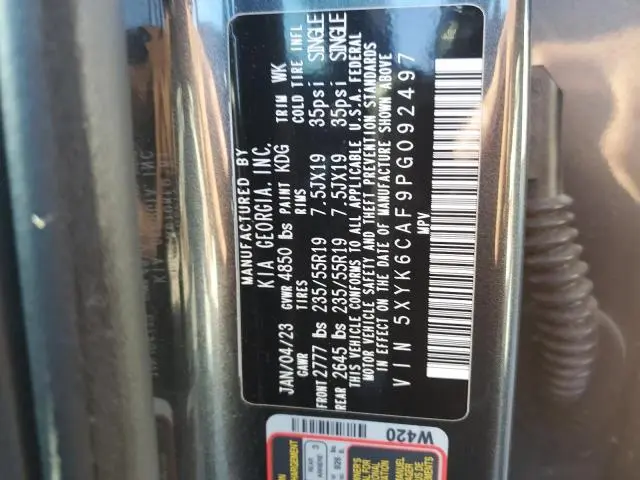 MANUFACTURED BY
KIA GEORGIA, INC.
JAN/04/23 GVWR 4850 lbs PAINT KDG TRIM WK
GAWR TIRES RIMS COLD TIRE INFL
FRONT 2777 lbs 235/55R19 7.5JX19 35psi SINGLE
REAR 2645 lbs 235/55R19 7.5JX19 35psi SINGLE
THIS VEHICLE CONFORMS TO ALL APPLICABLE U.S.A. FEDERAL
MOTOR VEHICLE SAFETY AND THEFT PREVENTION STANDARDS
IN EFFECT ON THE DATE OF MANUFACTURE SHOWN ABOVE
VIN 5XYK6CAF9PG092497
MPV
W420
REAR